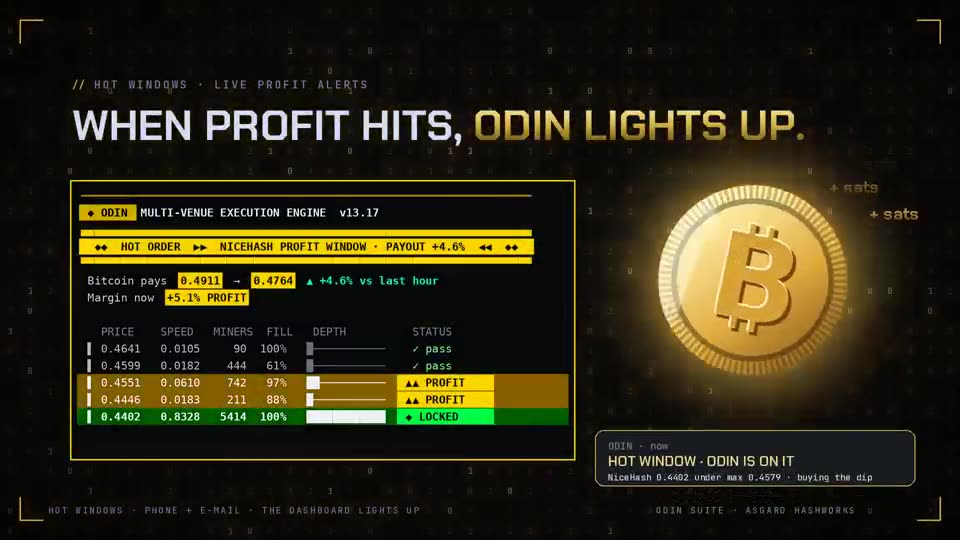 // HOT WINDOWS · LIVE PROFIT ALERTS
WHEN PROFIT HITS, ODIN LIGHTS UP.
+ sats
+ sats
◆ ODIN MULTI-VENUE EXECUTION ENGINE v13.17
◆◆ HOT ORDER ▶▶ NICEHASH PROFIT WINDOW · PAYOUT +4.6% ◀◀ ◆◆
Bitcoin pays 0.4911 → 0.4764 ▲ +4.6% vs last hour
Margin now +5.1% PROFIT
PRICE SPEED MINERS FILL DEPTH STATUS
0.4641 0.0105 90 100% ✓ pass
0.4599 0.0182 444 61% ✓ pass
0.4551 0.0610 742 97% ▲▲ PROFIT
0.4446 0.0183 211 88% ▲▲ PROFIT
0.4402 0.8328 5414 100% ◆ LOCKED
ODIN · now
HOT WINDOW · ODIN IS ON IT
NiceHash 0.4402 under max 0.4579 · buying the dip
HOT WINDOWS · PHONE + E-MAIL · THE DASHBOARD LIGHTS UP
ODIN SUITE · ASGARD HASHWORKS